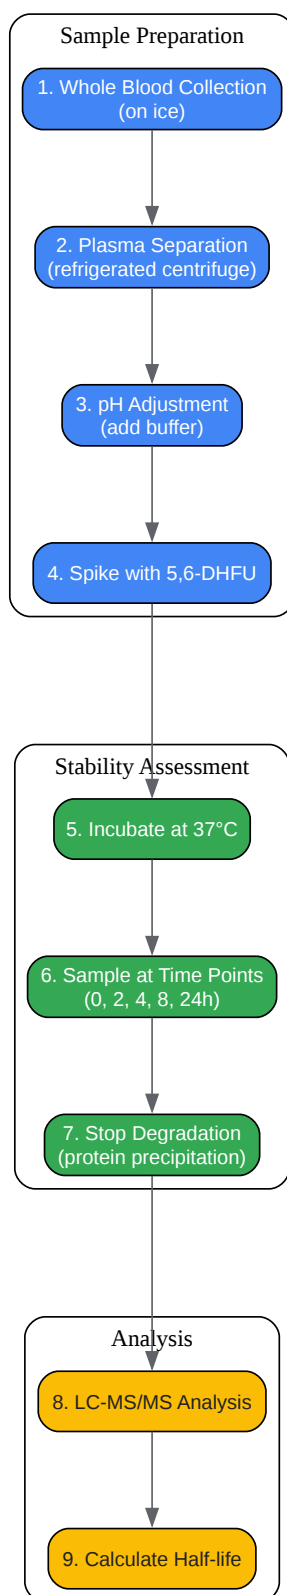 Sample Preparation
1. Whole Blood Collection
(on ice)
2. Plasma Separation
(refrigerated centrifuge)
3. pH Adjustment
(add buffer)
4. Spike with 5,6-DHFU
Stability Assessment
5. Incubate at 37°C
6. Sample at Time Points
(0, 2, 4, 8, 24h)
7. Stop Degradation
(protein precipitation)
Analysis
8. LC-MS/MS Analysis
9. Calculate Half-life